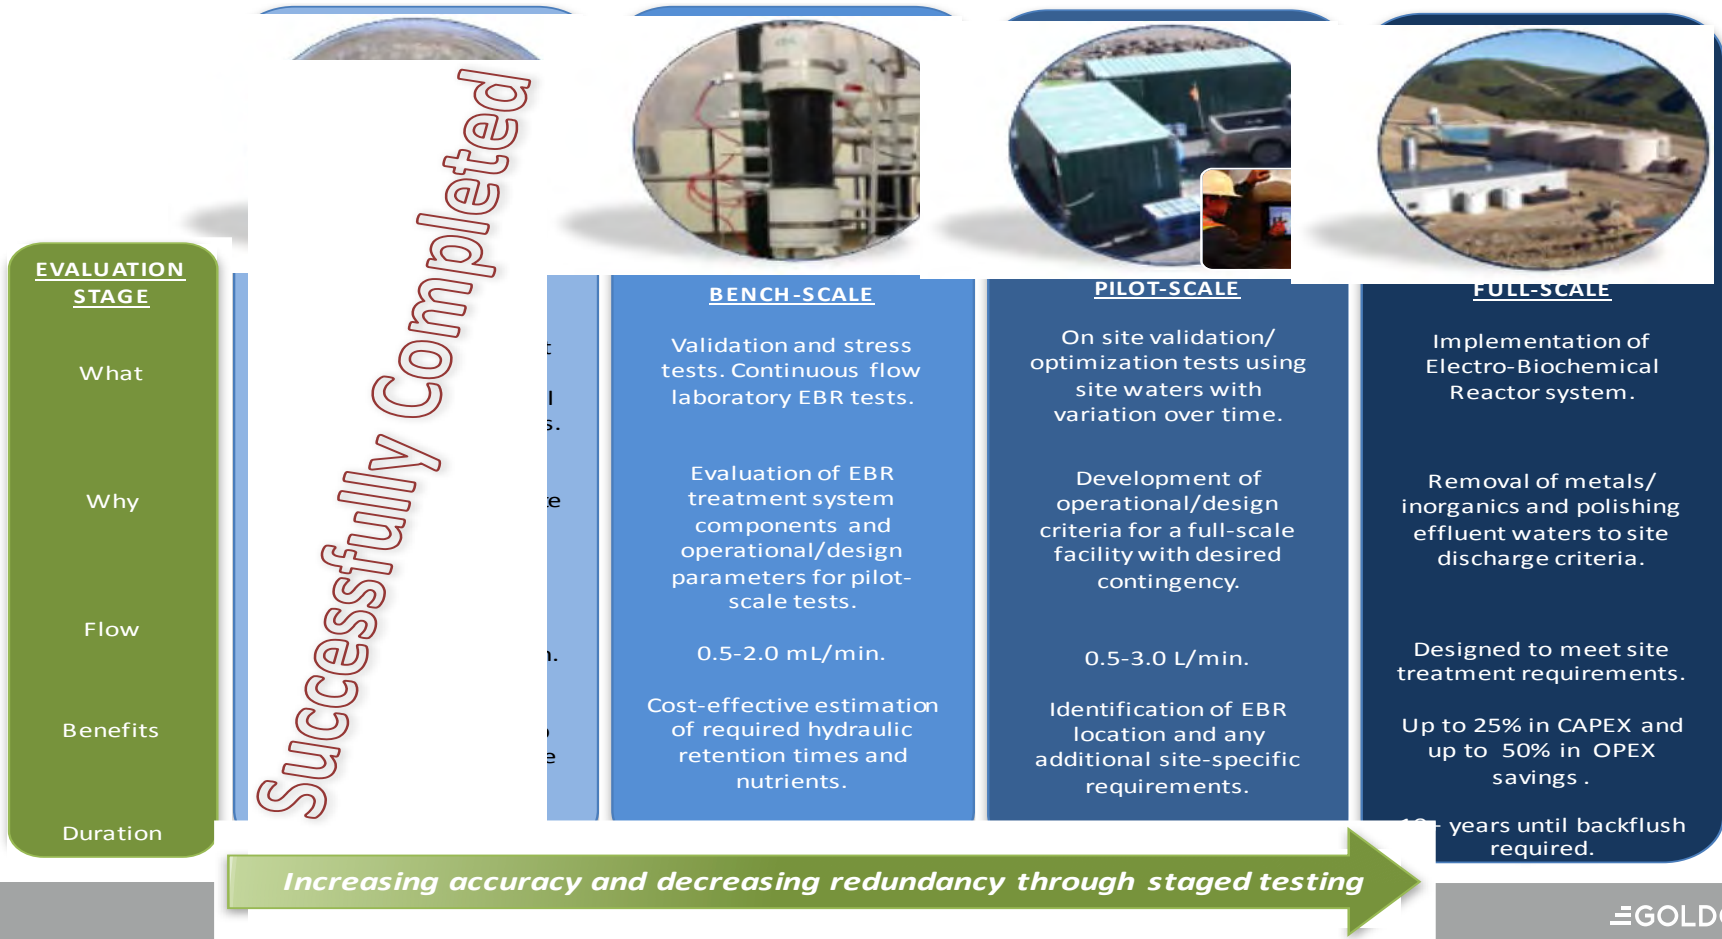 EVALUATION
STAGE
What
Why
Flow
Benefits
Duration
Successfully Completed
BENCH-SCALE
Validation and stress
tests. Continuous flow
laboratory EBR tests.
Evaluation of EBR
treatment system
components and
operational/design
parameters for pilot-
scale tests.
0.5-2.0 mL/min.
Cost-effective estimation
of required hydraulic
retention times and
nutrients.
PILOT-SCALE
On site validation/
optimization tests using
site waters with
variation over time.
Development of
operational/design
criteria for a full-scale
facility with desired
contingency.
0.5-3.0 L/min.
Identification of EBR
location and any
additional site-specific
requirements.
FULL-SCALE
Implementation of
Electro-Biochemical
Reactor system.
Removal of metals/
inorganics and polishing
effluent waters to site
discharge criteria.
Designed to meet site
treatment requirements.
Up to 25% in CAPEX and
up to 50% in OPEX
savings .
years until backflush
required.
Increasing accuracy and decreasing redundancy through staged testing